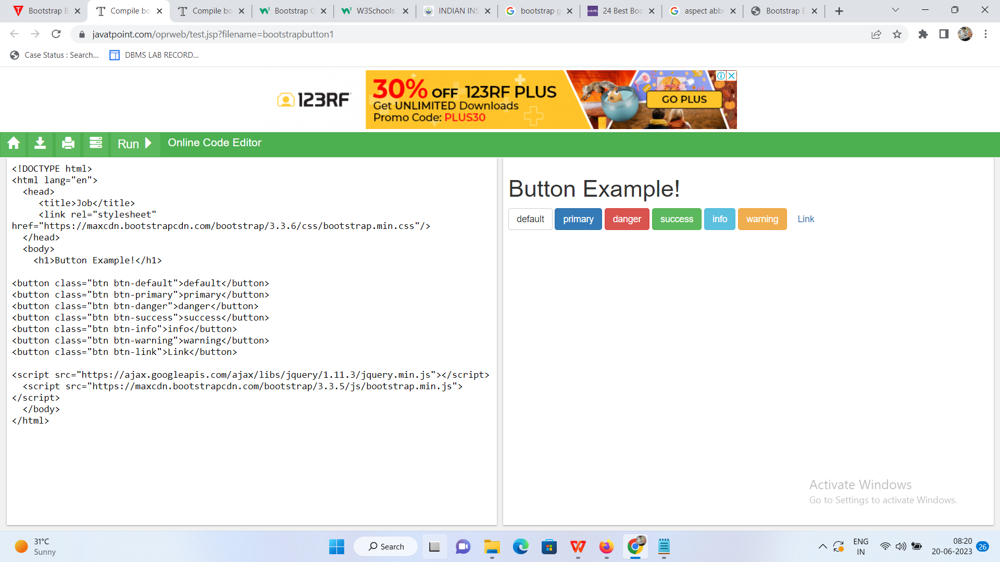 Bootstrap B
Compile bo
Compile bo
Bootstrap G
W3Schools
INDIAN INS
bootstrap g
24 Best Boo
aspect abbr
Bootstrap E
javatpoint.com/oprweb/test.jsp?filename=bootstrapbutton1
Case Status : Search...
DBMS LAB RECORD...
123RF
30% OFF 123RF PLUS
Get UNLIMITED Downloads
Promo Code: PLUS30
GO PLUS
Run
Online Code Editor
<!DOCTYPE html>
<html lang="en">
<head>
<title>Job</title>
<link rel="stylesheet"
href="https://maxcdn.bootstrapcdn.com/bootstrap/3.3.6/css/bootstrap.min.css"/>
</head>
<body>
<h1>Button Example!</h1>
<button class="btn btn-default">default</button>
<button class="btn btn-primary">primary</button>
<button class="btn btn-danger">danger</button>
<button class="btn btn-success">success</button>
<button class="btn btn-info">info</button>
<button class="btn btn-warning">warning</button>
<button class="btn btn-link">Link</button>
<script src="https://ajax.googleapis.com/ajax/libs/jquery/1.11.3/jquery.min.js"></script>
<script src="https://maxcdn.bootstrapcdn.com/bootstrap/3.3.5/js/bootstrap.min.js">
</script>
</body>
</html>
Button Example!
default
primary
danger
success
info
warning
Link
Activate Windows
Go to Settings to activate Windows.
31°C
Sunny
Search
ENG
IN
08:20
20-06-2023
26